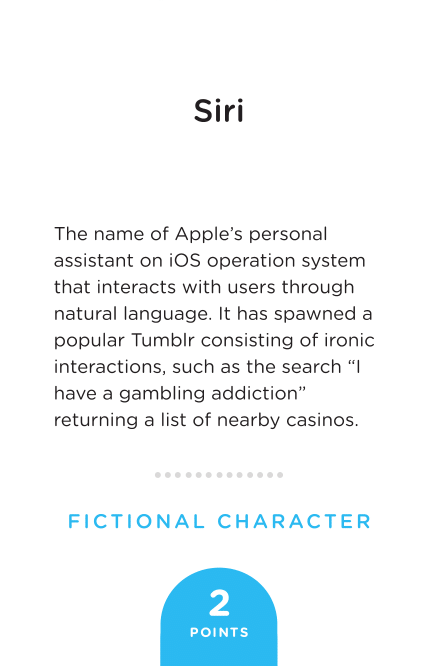 Siri
The name of Apple’s personal
assistant on iOS operation system
that interacts with users through
natural language. It has spawned a
popular Tumblr consisting of ironic
interactions, such as the search “I
have a gambling addiction”
returning a list of nearby casinos.
FICTIONAL CHARACTER
2
POINTS